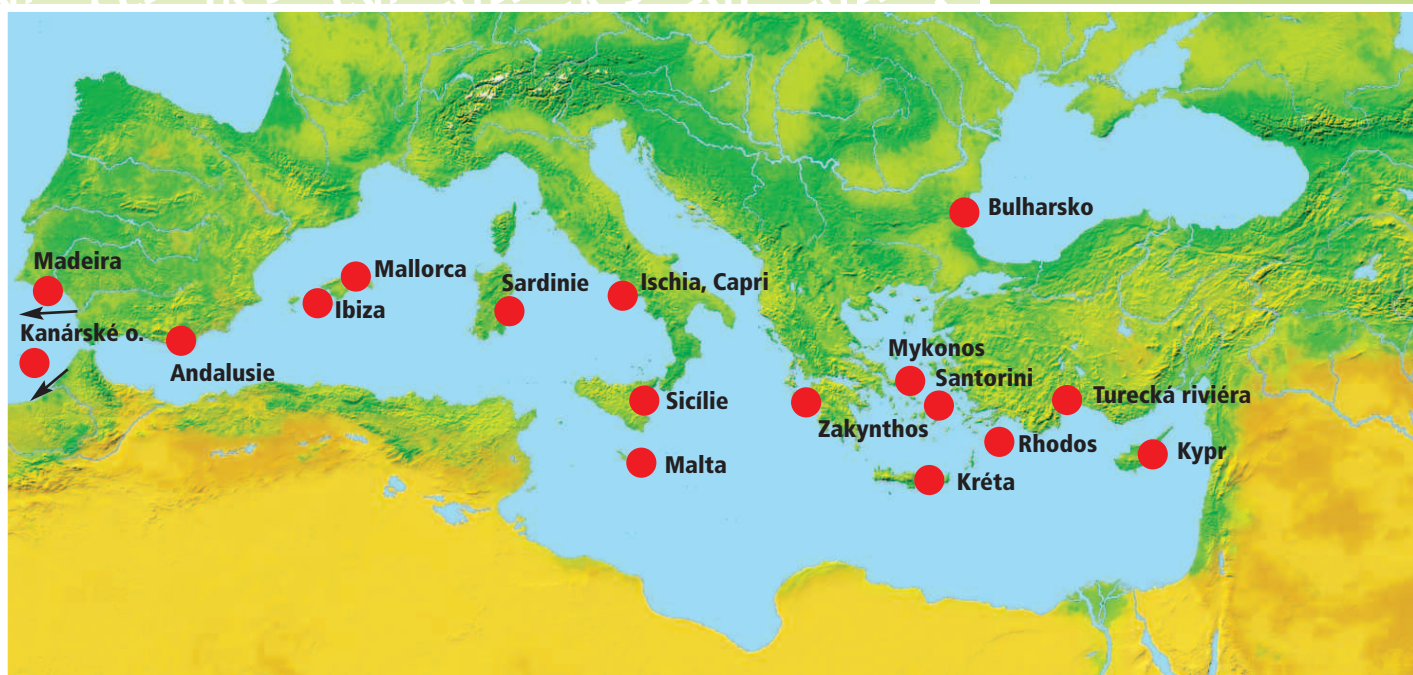 Bulharsko
Madeira
Mallorca
Sardinie
Ischia, Capri
Ibiza
Kanárské o.
Andalusie
Mykonos
Santorini
Turecká riviéra
Sicílie
Zakynthos
Rhodos
Kypr
Malta
Kréta